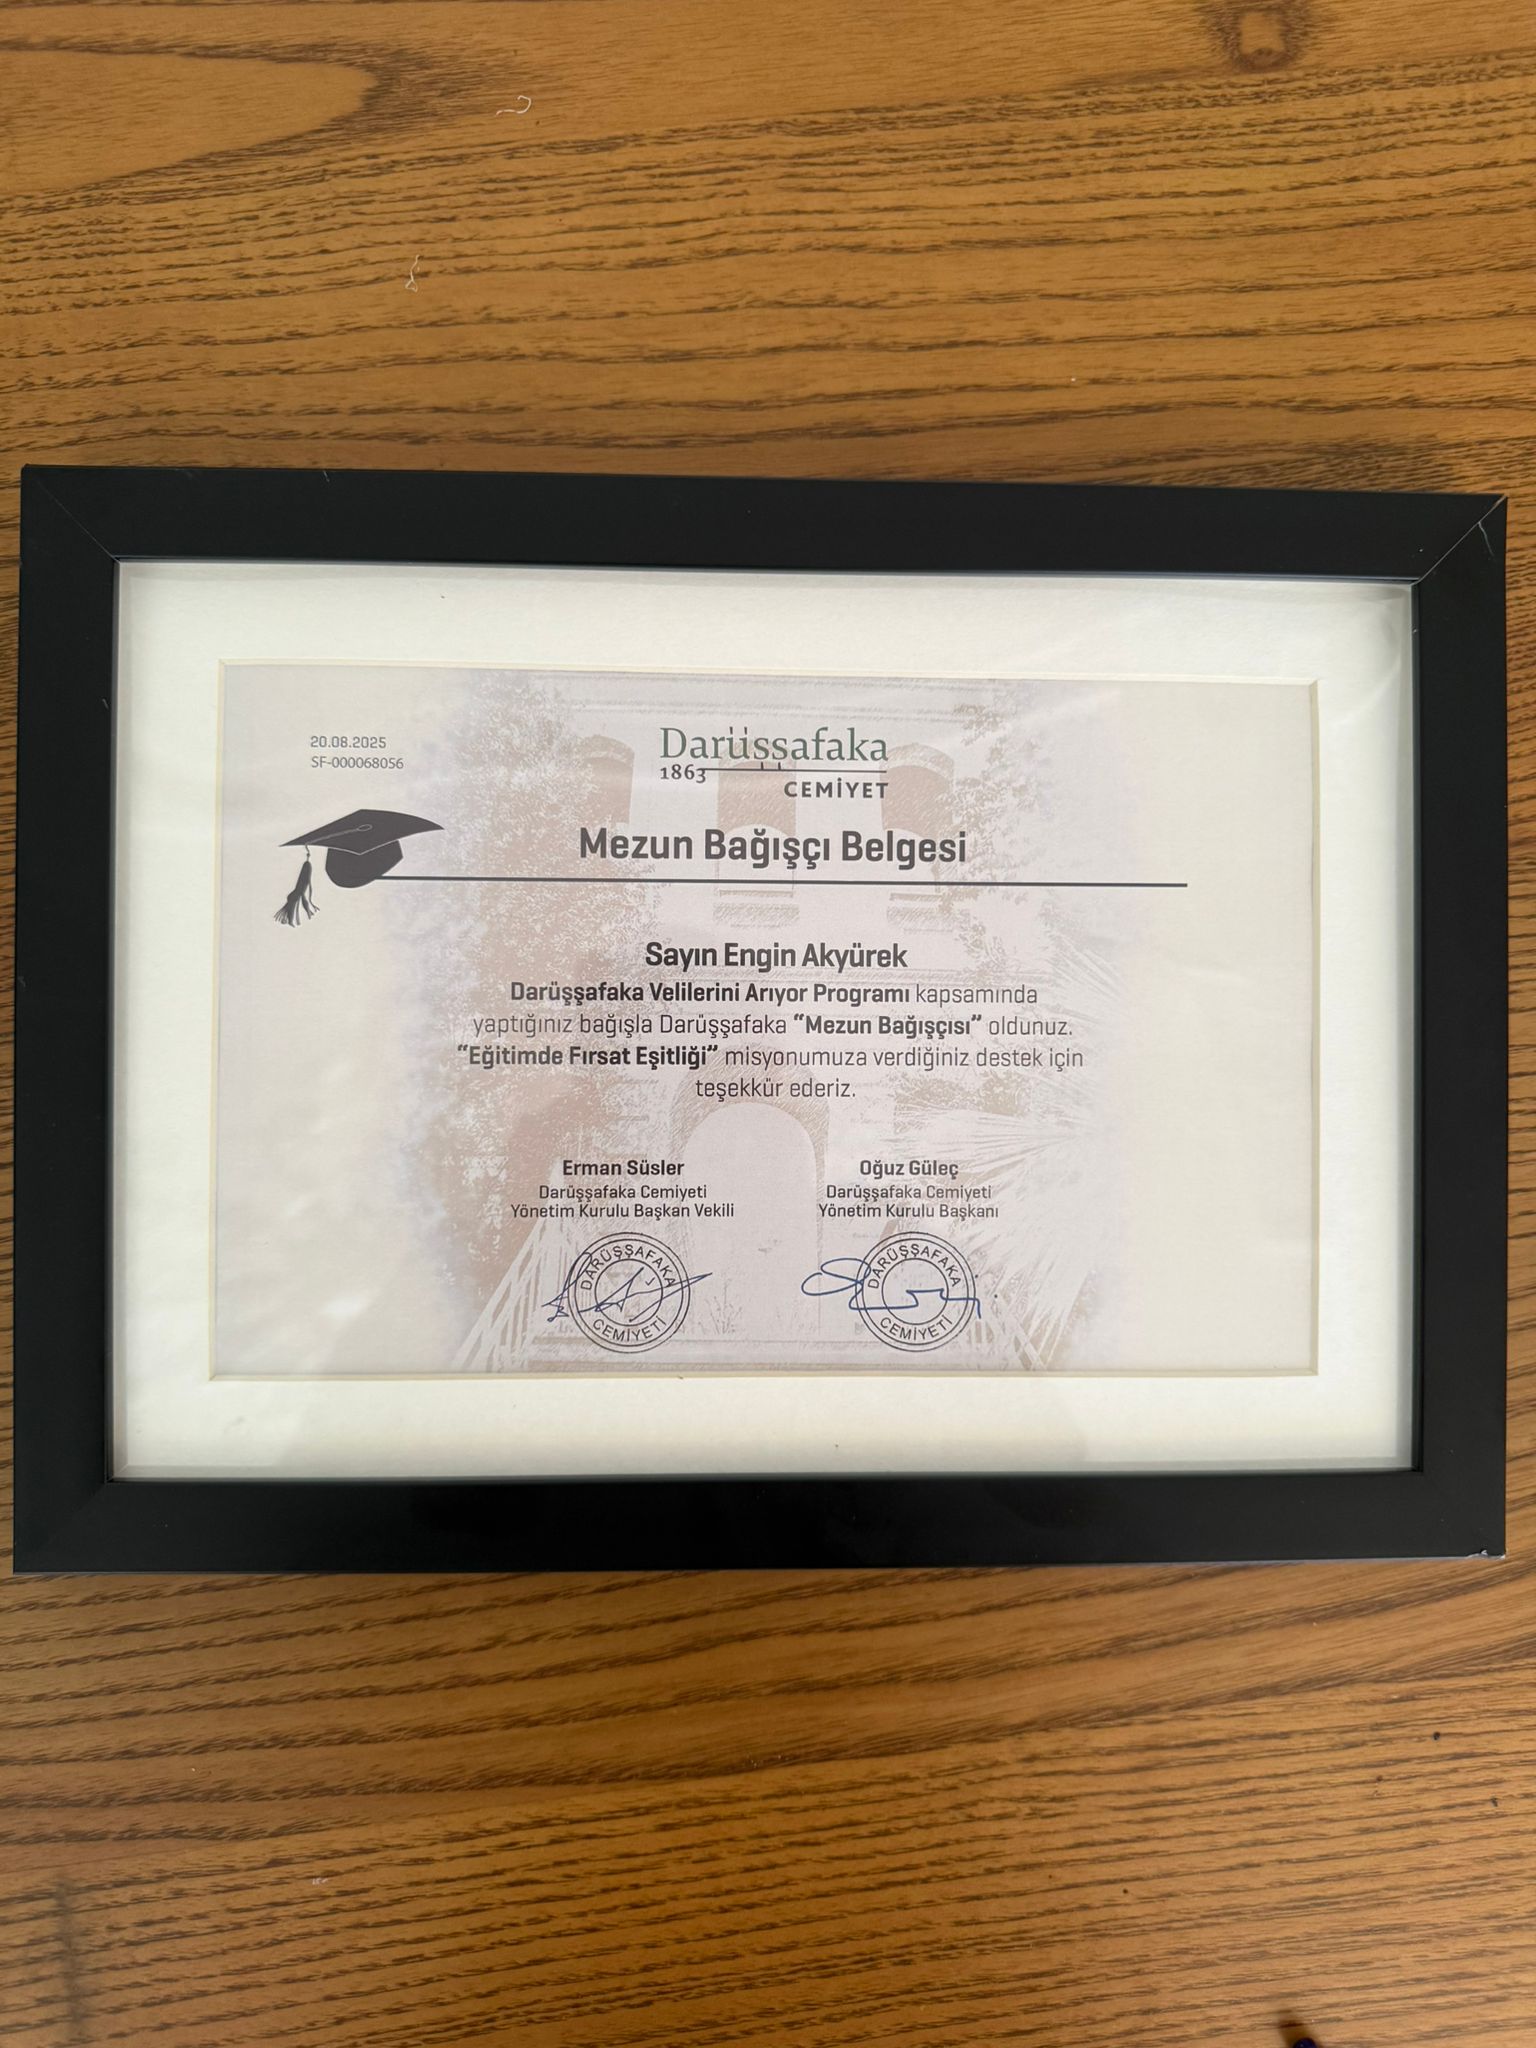 20.08.2025
SF-000068056
Darüşşafaka
1863
CEMİYET
Mezun Bağışçı Belgesi
Sayın Engin Akyürek
Darüşşafaka Velilerini Arıyor Programı kapsamında
yaptığınız bağışla Darüşşafaka “Mezun Bağışçısı” oldunuz.
“Eğitimde Fırsat Eşitliği” misyonumuza verdiğiniz destek için
teşekkür ederiz.
Erman Süsler
Darüşşafaka Cemiyeti
Yönetim Kurulu Başkan Vekili
DARÜŞŞAFAKA
CEMİYETİ
Oğuz Güleç
Darüşşafaka Cemiyeti
Yönetim Kurulu Başkanı
DARÜŞŞAFAKA
CEMİYETİ